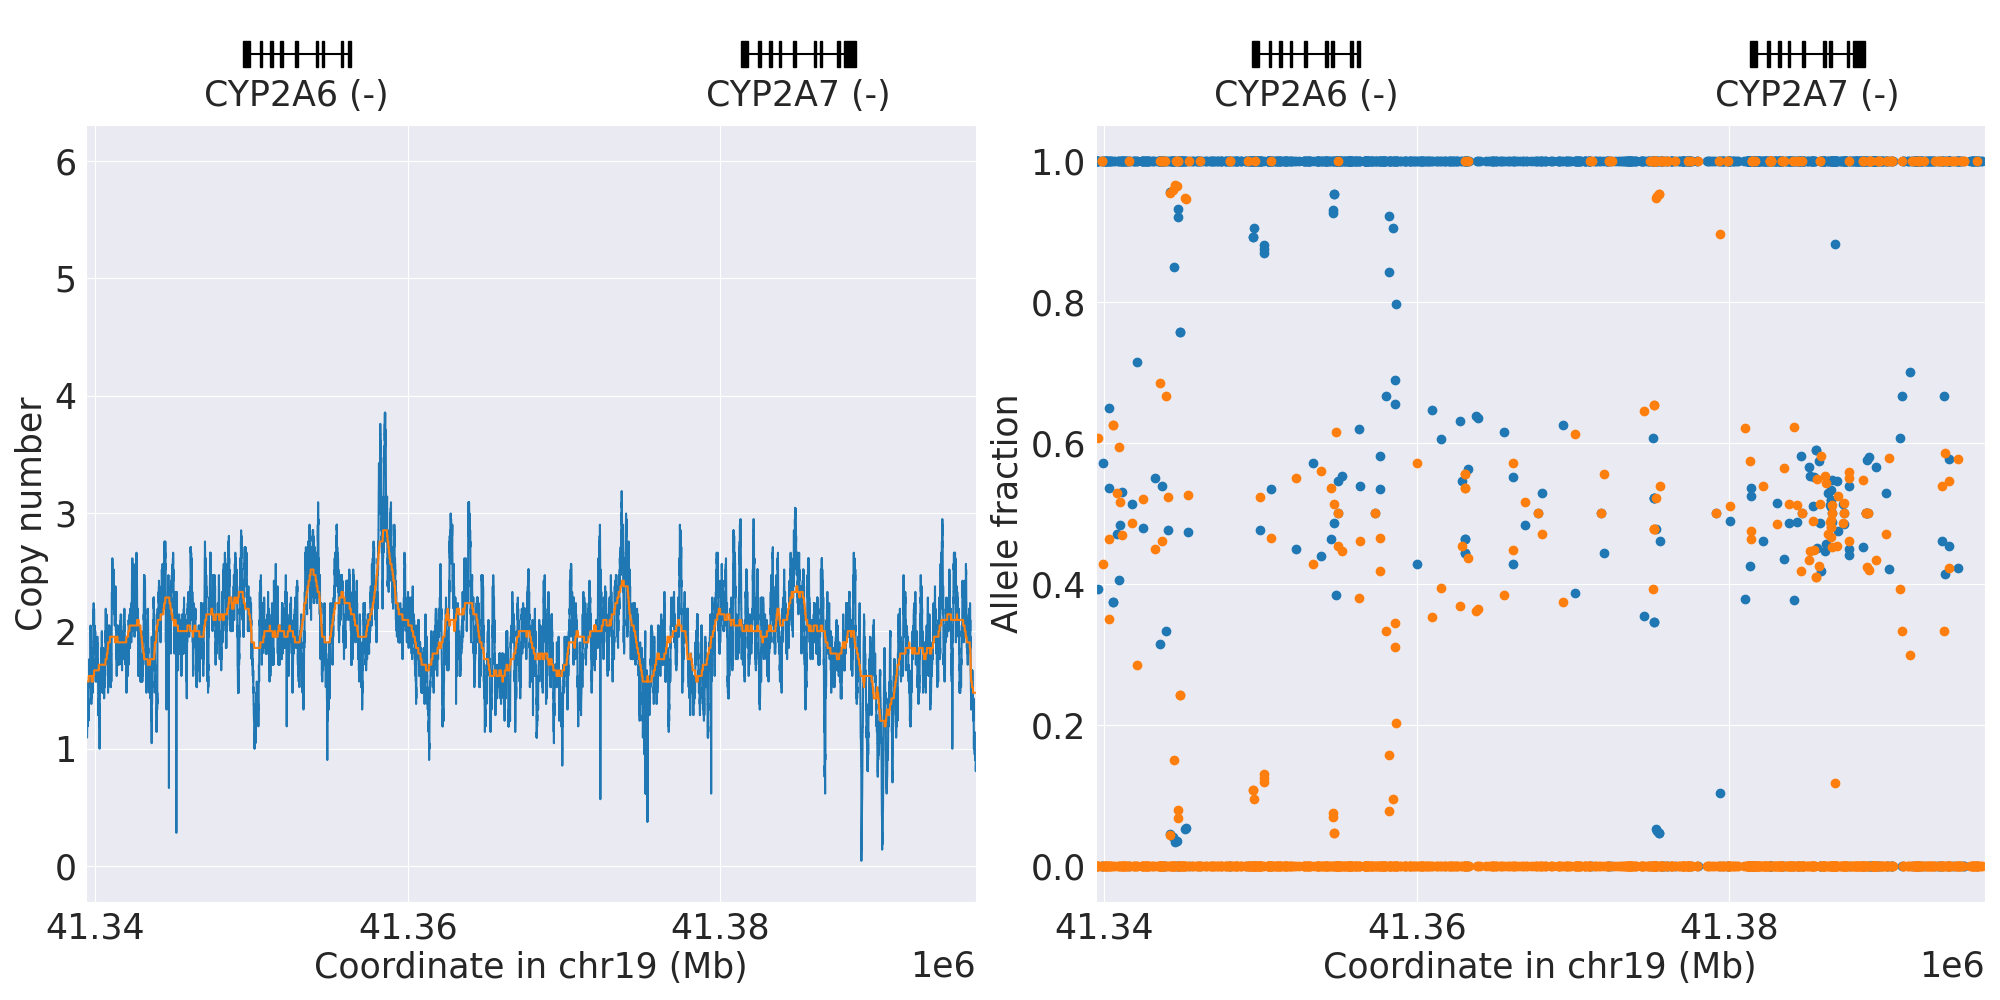 CYP2A6 (-)
CYP2A7 (-)
CYP2A6 (-)
CYP2A7 (-)
6
5
4
3
2
1
0
Copy number
41.34
41.36
41.38
Coordinate in chr19 (Mb)
1e6
1.0
0.8
0.6
0.4
0.2
0.0
Allele fraction
41.34
41.36
41.38
Coordinate in chr19 (Mb)
1e6